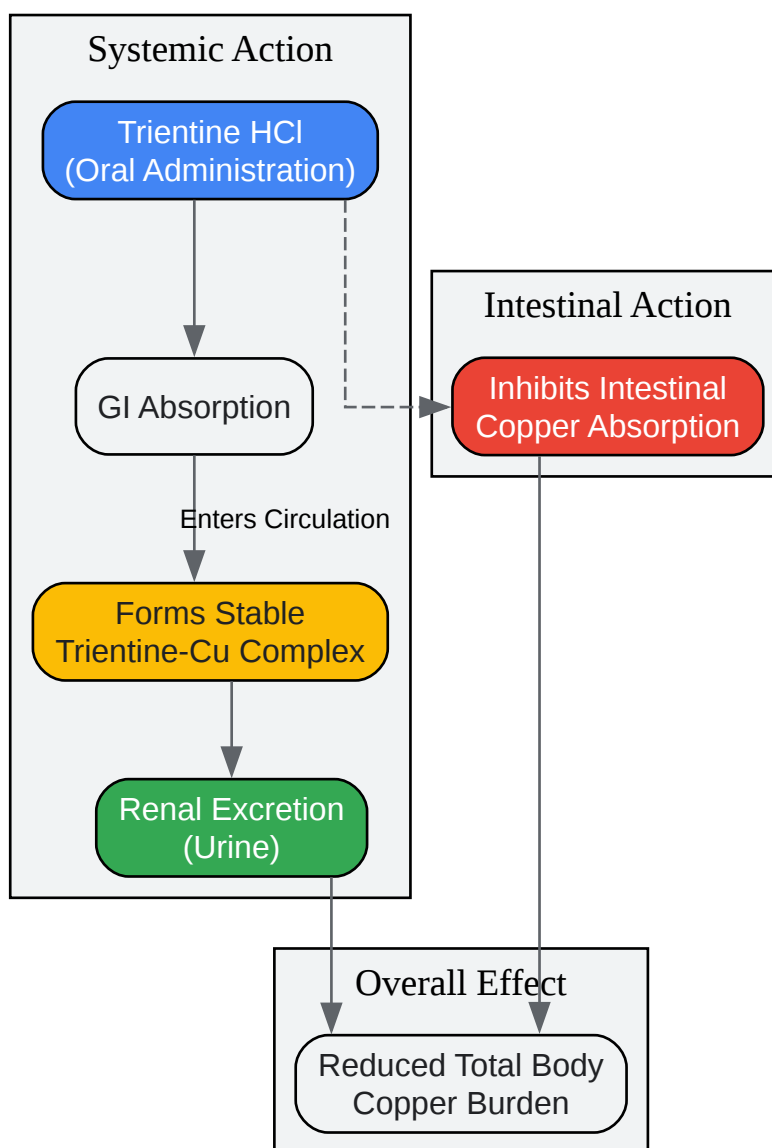 Systemic Action
Trientine HCl
(Oral Administration)
Intestinal Action
Inhibits Intestinal
Copper Absorption
GI Absorption
Enters Circulation
Forms Stable
Trientine-Cu Complex
Renal Excretion
(Urine)
Overall Effect
Reduced Total Body
Copper Burden